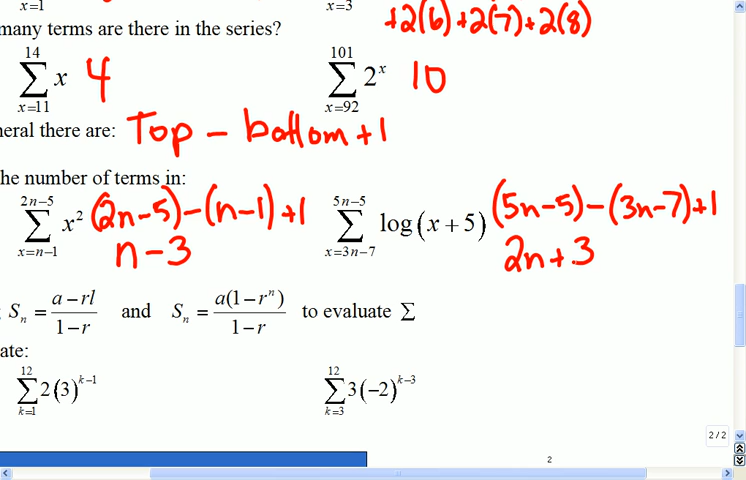 x=1 x=3 +2(6)+2(7)+2(8)
many terms are there in the series?
14 ∑ x=11 x 4 101 ∑ x=92 2^x 10
neral there are: Top − bottom +1
the number of terms in:
2n−5 ∑ x=n−1 x² (2n−5)−(n−1)+1 5n−5 ∑ x=3n−7 log(x+5) (5n−5)−(3n−7)+1
n−3 2n+3
S_n = (a−rl)/(1−r) and S_n = a(1−r^n)/(1−r) to evaluate ∑
ate:
12 ∑ k=1 2(3)^(k−1) 12 ∑ k=3 3(−2)^(k−3)
2 / 2
2